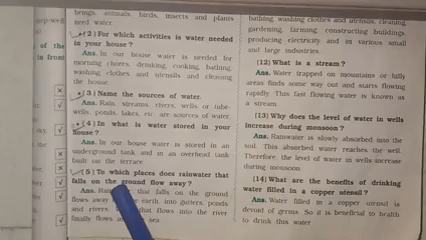 beings, animals, birds, insects and plants
need water.
(2) For which activities is water needed
in your house?
Ans. In our house water is needed for
morning chores, drinking, cooking, bathing,
washing clothes and utensils and cleaning
the house.
(3) Name the sources of water.
Ans. Rain, streams, rivers, wells or tube-
wells, ponds, lakes, etc. are sources of water.
(4) In what is water stored in your
house?
Ans. In our house water is stored in an
underground tank and in an overhead tank
built on the terrace.
(5) To which places does rainwater that
falls on the ground flow away?
Ans. that falls on the ground
flows away earth into gutters, ponds
and rivers. that flows into the river
finally flows sea.
bathing, washing clothes and utensils, cleaning,
gardening, farming, constructing buildings,
producing electricity and in various small
and large industries.
(12) What is a stream?
Ans. Water trapped on mountains or hilly
areas finds some way out and starts flowing
rapidly. This fast flowing water is known as
a stream.
(13) Why does the level of water in wells
increase during monsoon?
Ans. Rainwater is slowly absorbed into the
soil. This absorbed water reaches the well.
Therefore, the level of water in wells increase
during monsoon.
(14) What are the benefits of drinking
water filled in a copper utensil?
Ans. Water filled in a copper utensil is
devoid of germs. So it is beneficial to health
to drink this water.